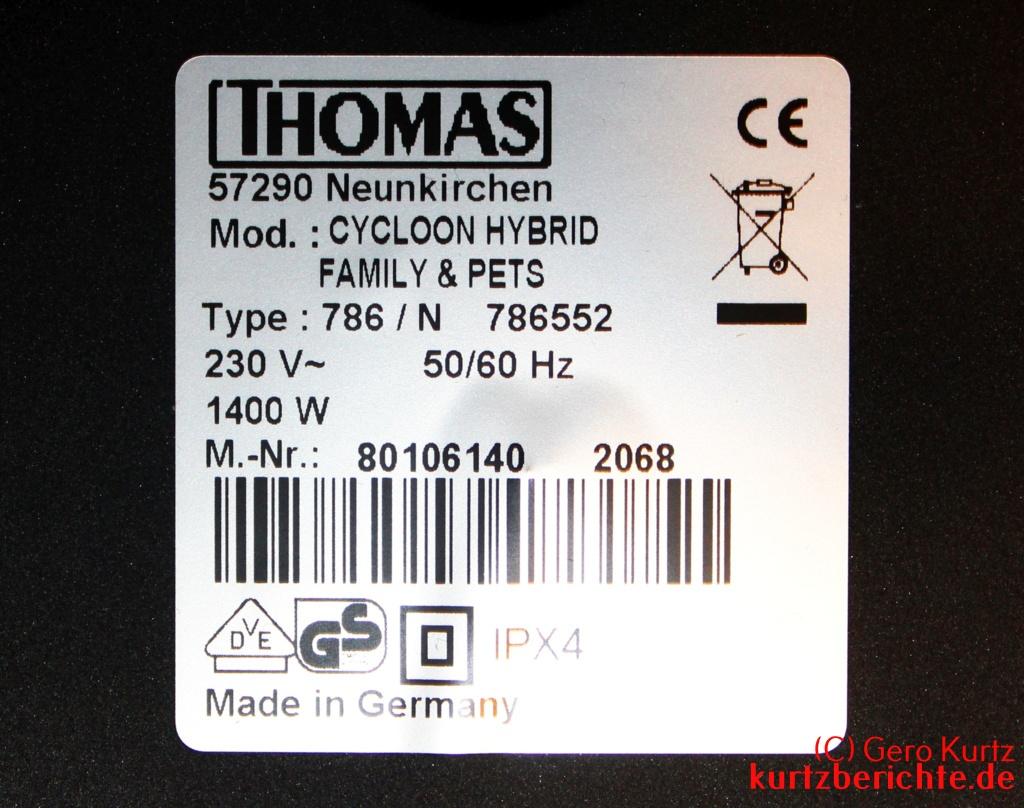 THOMAS
CE
57290 Neunkirchen
Mod. : CYCLOON HYBRID
FAMILY & PETS
Type : 786 / N 786552
230 V~ 50/60 Hz
1400 W
M.-Nr.: 80106140 2068
DVE GS IPX4
Made in Germany
(C) Gero Kurtz
kurtzberichte.de